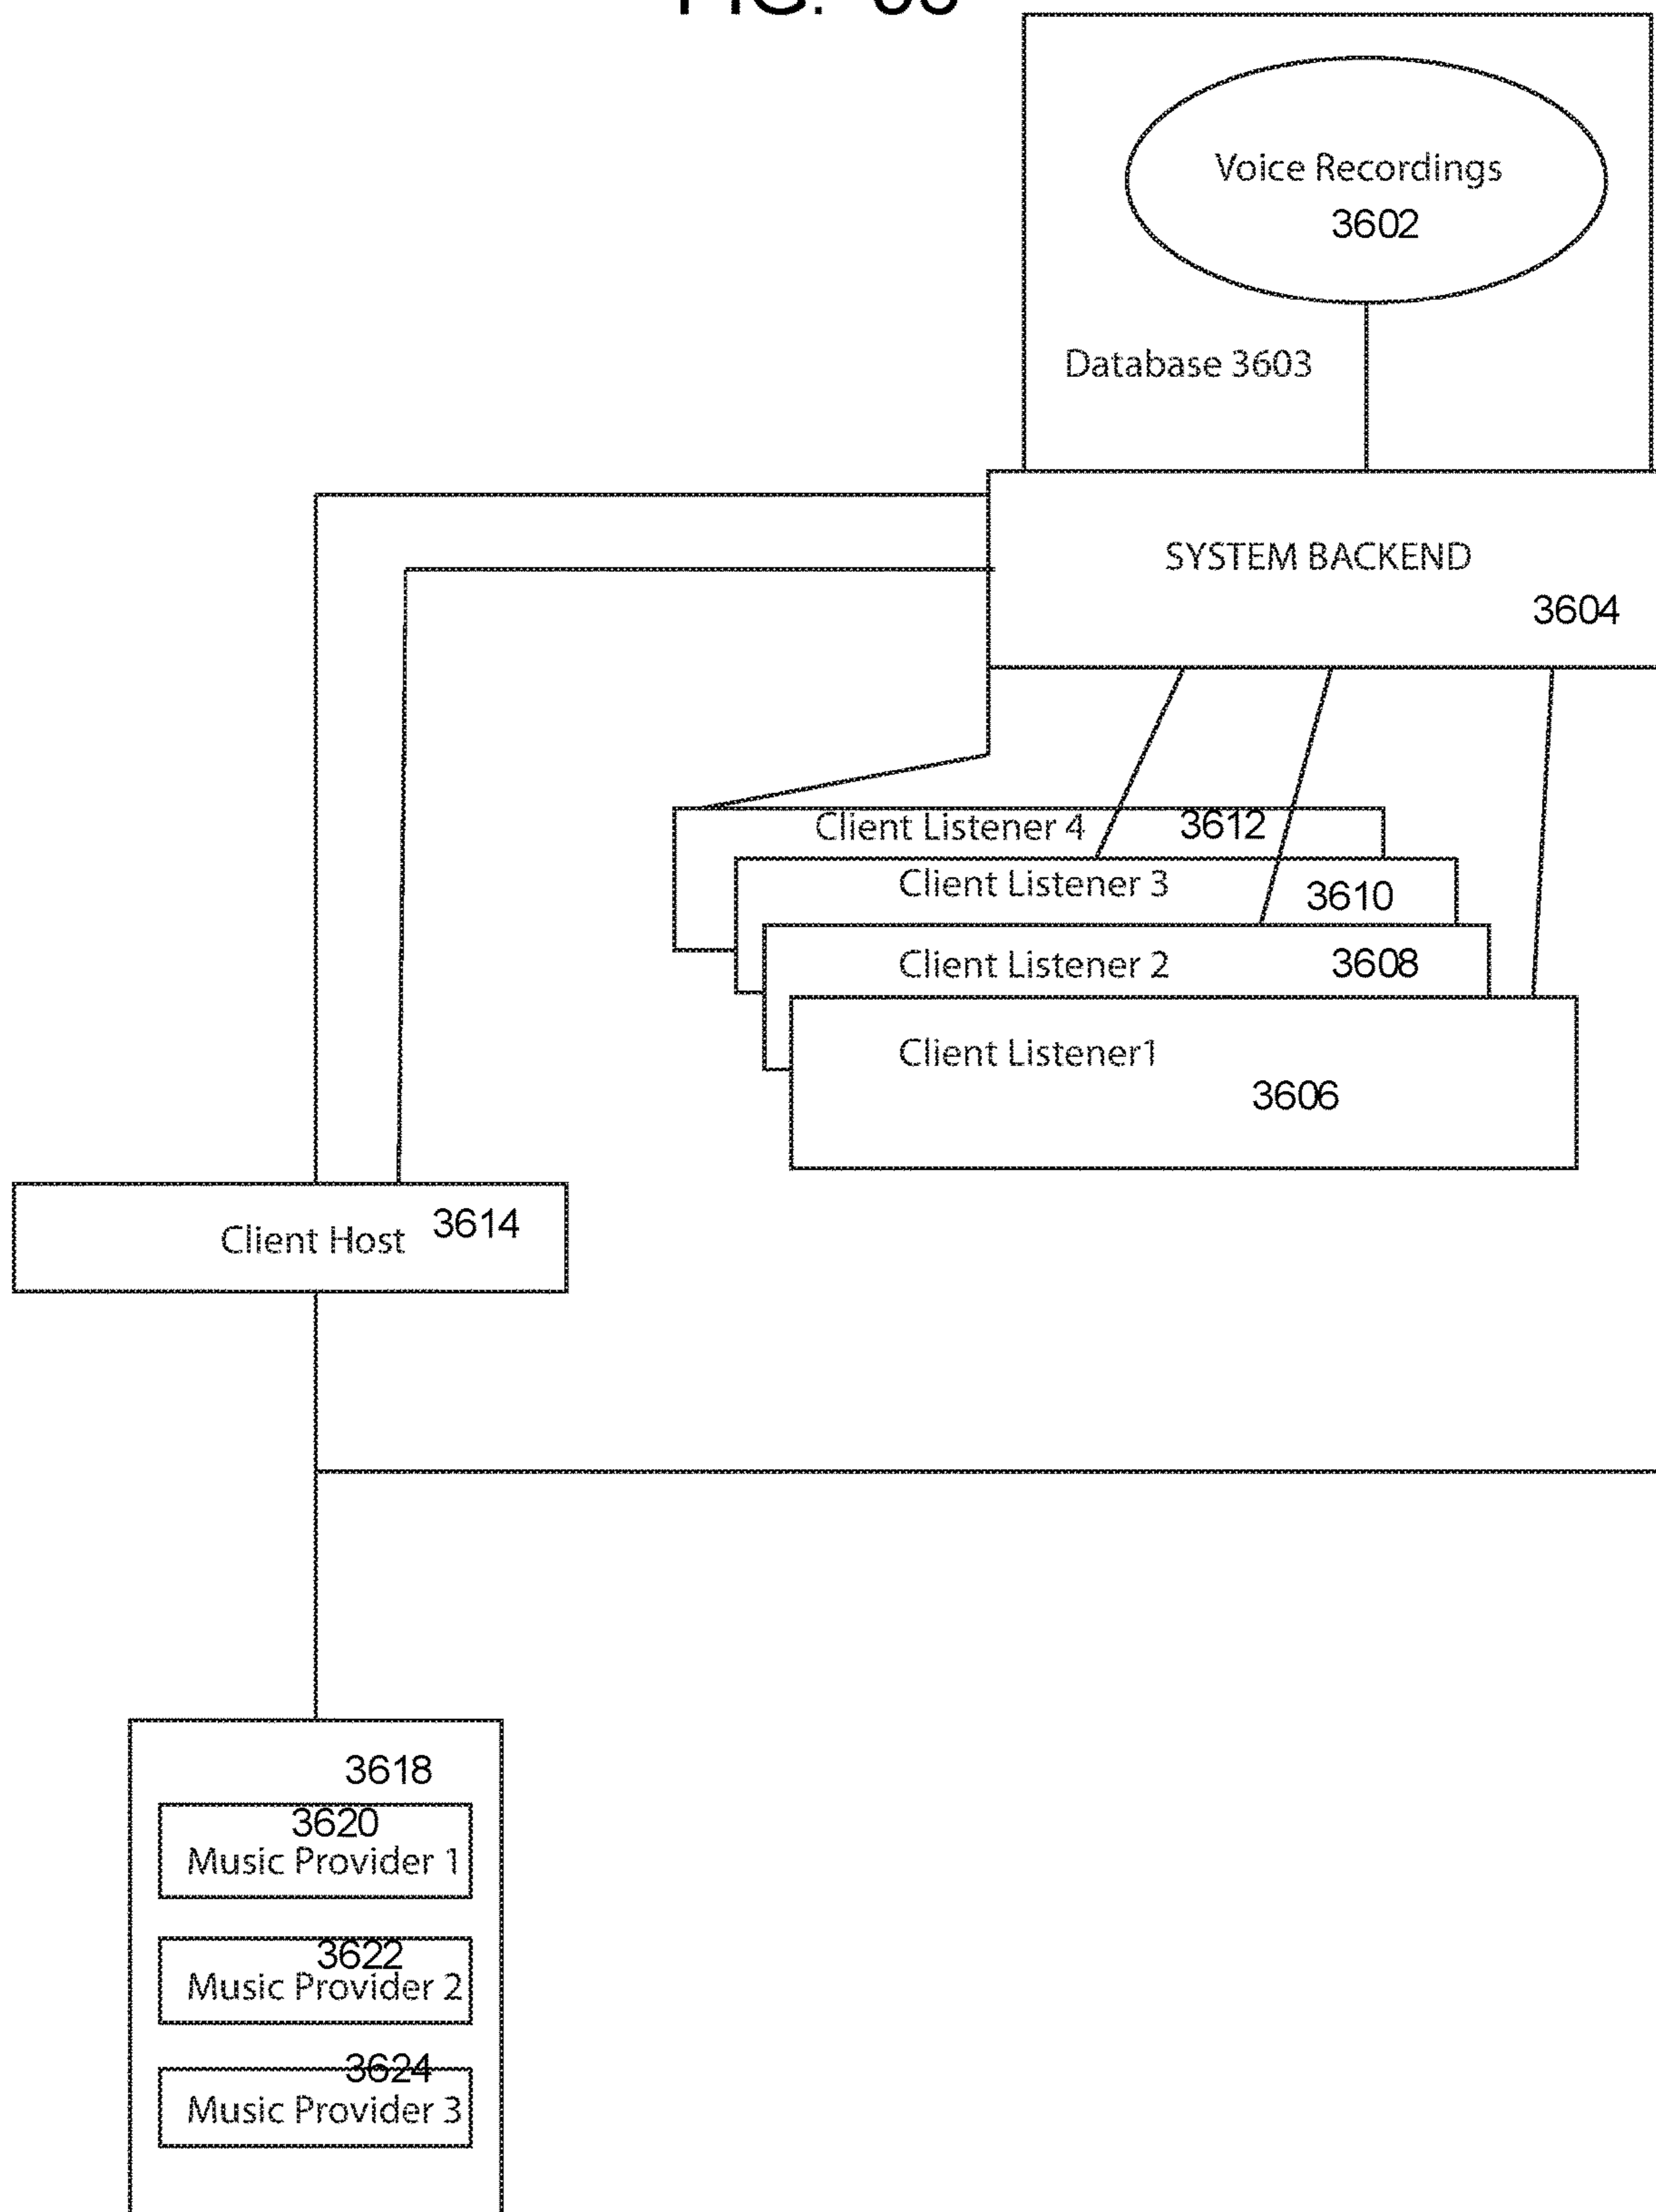 FIG.
Voice Recordings
3602
Database 3603
SYSTEM BACKEND
3604
Client Listener 4 3612
Client Listener 3 3610
Client Listener 2 3608
Client Listener1
3606
Client Host 3614
3618
3620
Music Provider 1
3622
Music Provider 2
3624
Music Provider 3